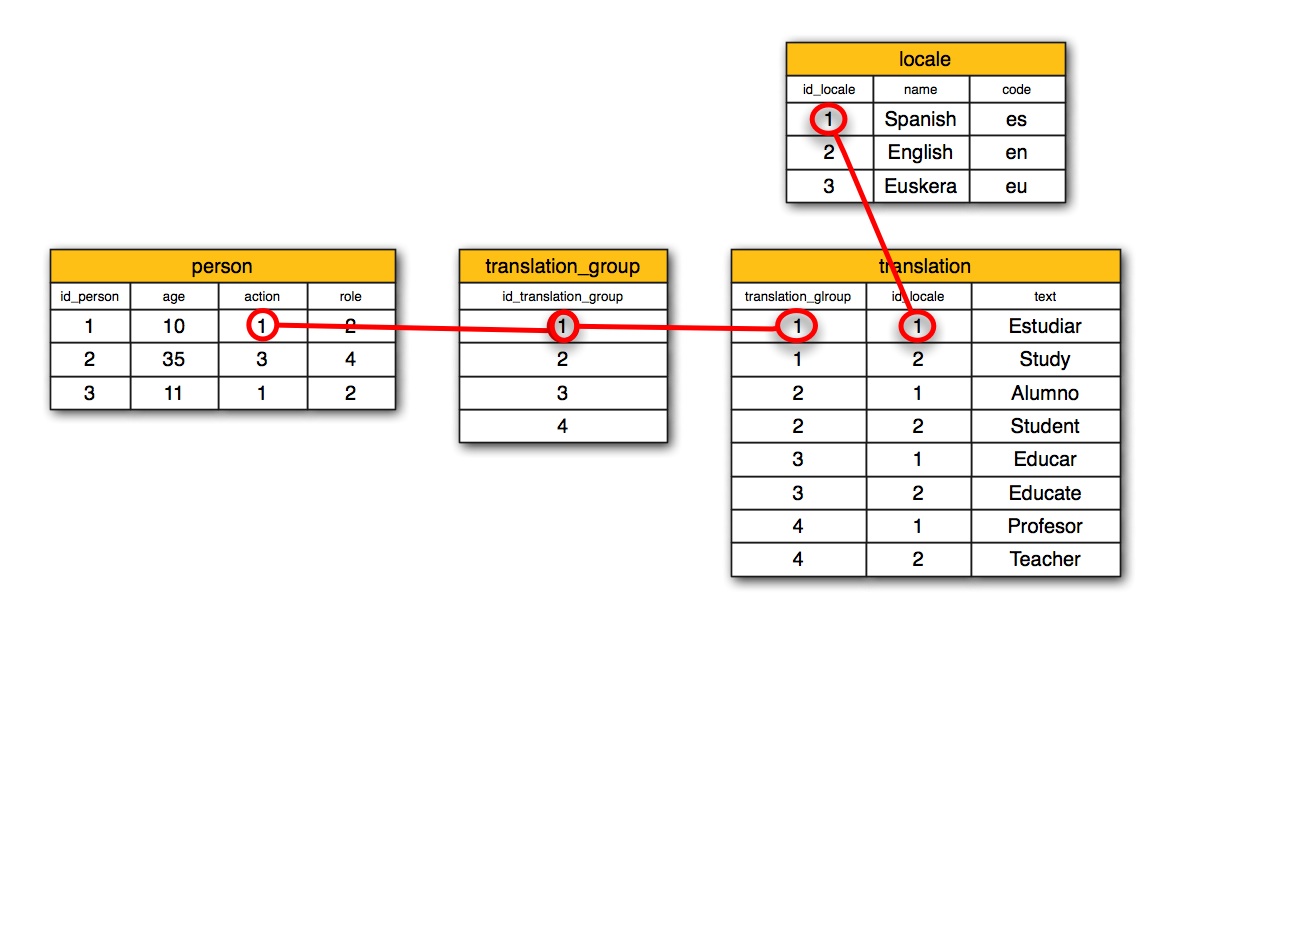 locale
id_locale name code
1 Spanish es
2 English en
3 Euskera eu
person
id_person age action role
1 10 1 2
2 35 3 4
3 11 1 2
translation_group
id_translation_group
1
2
3
4
translation
translation_glroup id_locale text
1 1 Estudiar
1 2 Study
2 1 Alumno
2 2 Student
3 1 Educar
3 2 Educate
4 1 Profesor
4 2 Teacher